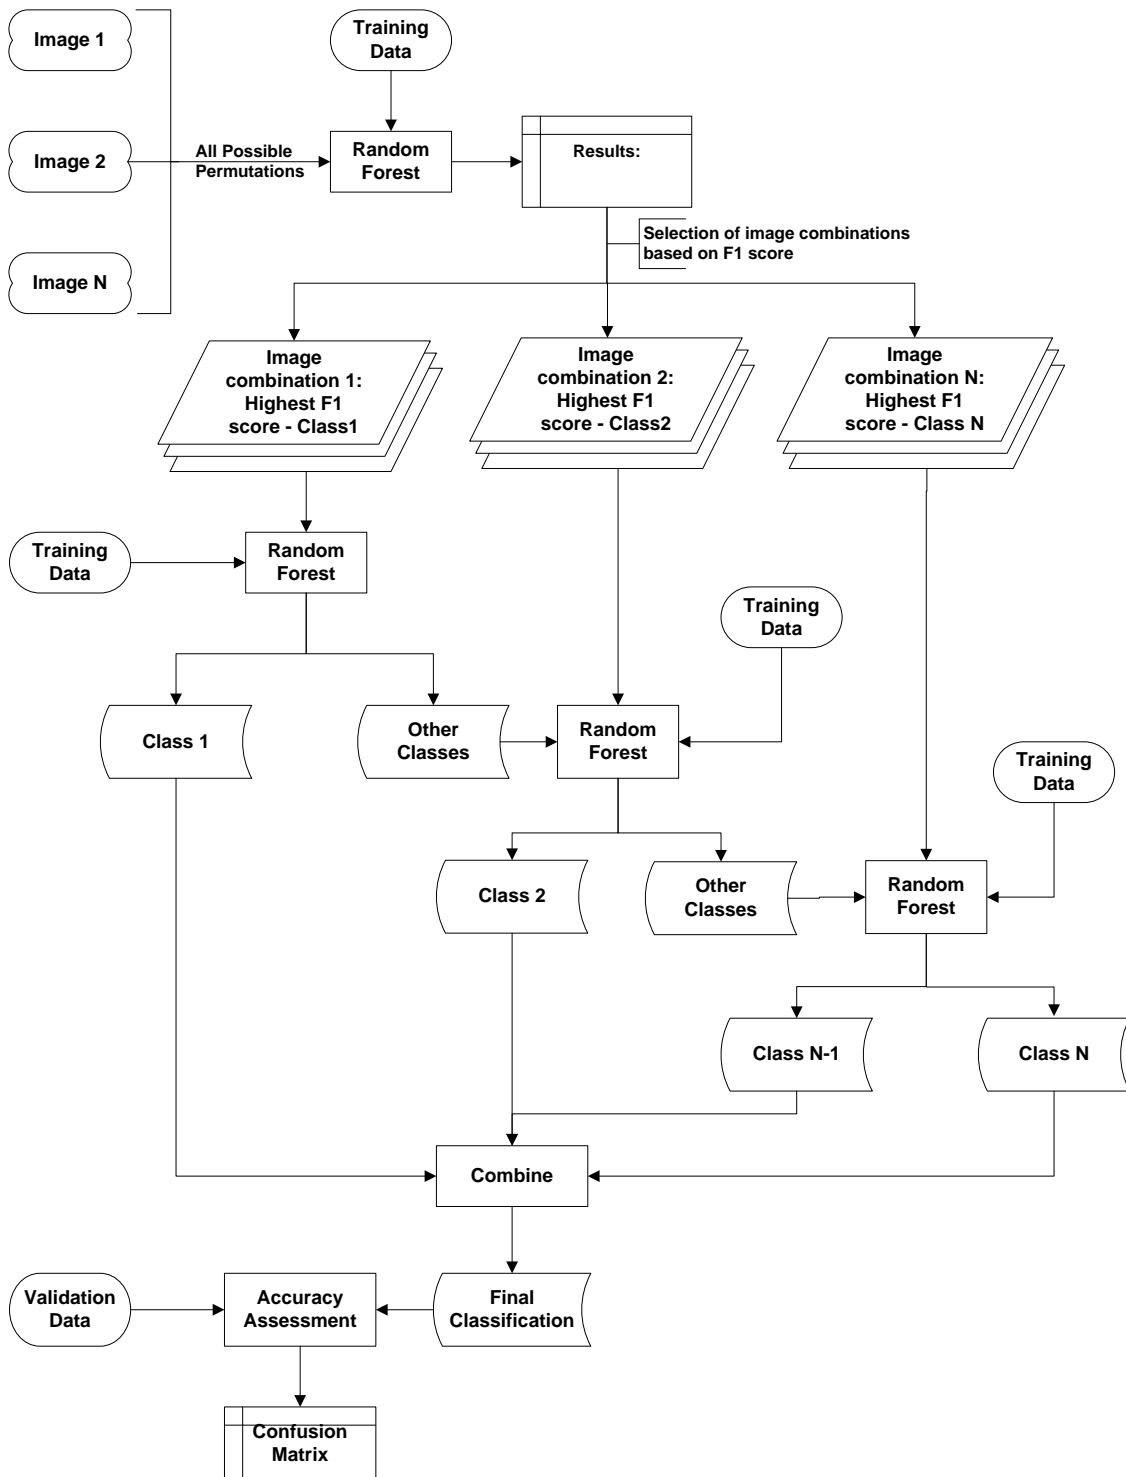 Image 1
Training
Data
Image 2
All Possible
Permutations
Random
Forest
Results:
Image N
Selection of image combinations
based on F1 score
Image
combination 1:
Highest F1
score - Class1
Image
combination 2:
Highest F1
score - Class2
Image
combination N:
Highest F1
score - Class N
Training
Data
Random
Forest
Training
Data
Class 1
Other
Classes
Random
Forest
Training
Data
Class 2
Other
Classes
Random
Forest
Class N-1
Class N
Combine
Validation
Data
Accuracy
Assessment
Final
Classification
Confusion
Matrix